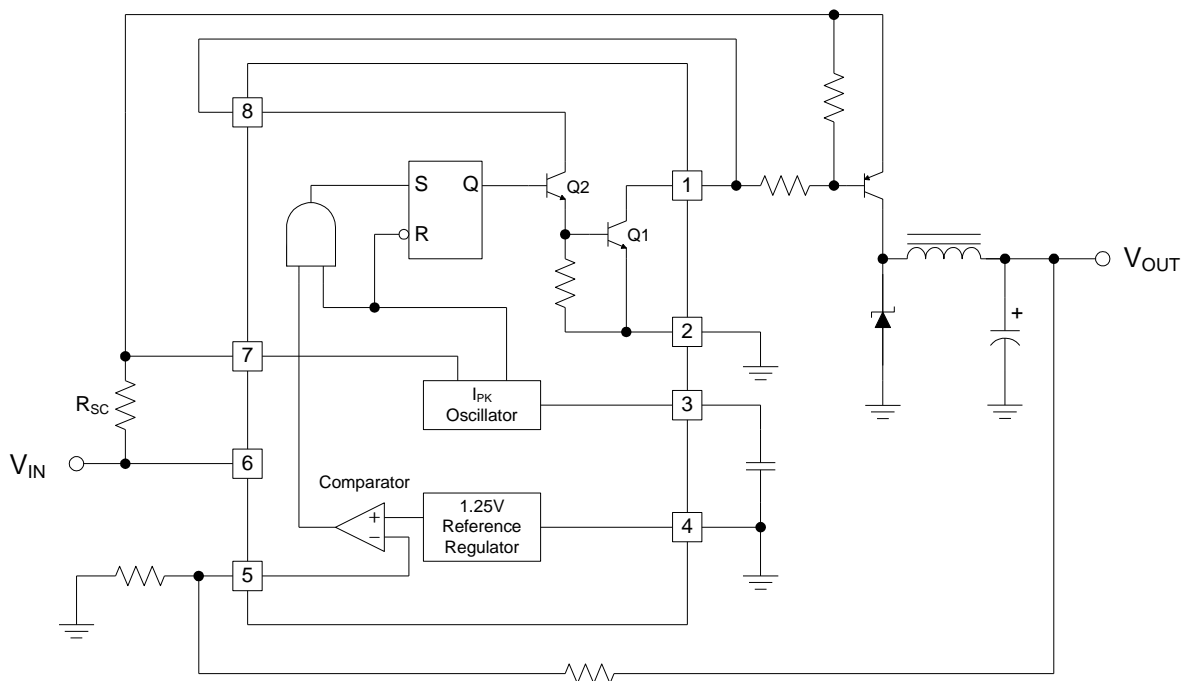 8
S Q
Q2
1
R
Q1
V_OUT
+
2
7
R_SC
I_PK
Oscillator
3
V_IN
6
Comparator
+
−
1.25V
Reference
Regulator
4
5